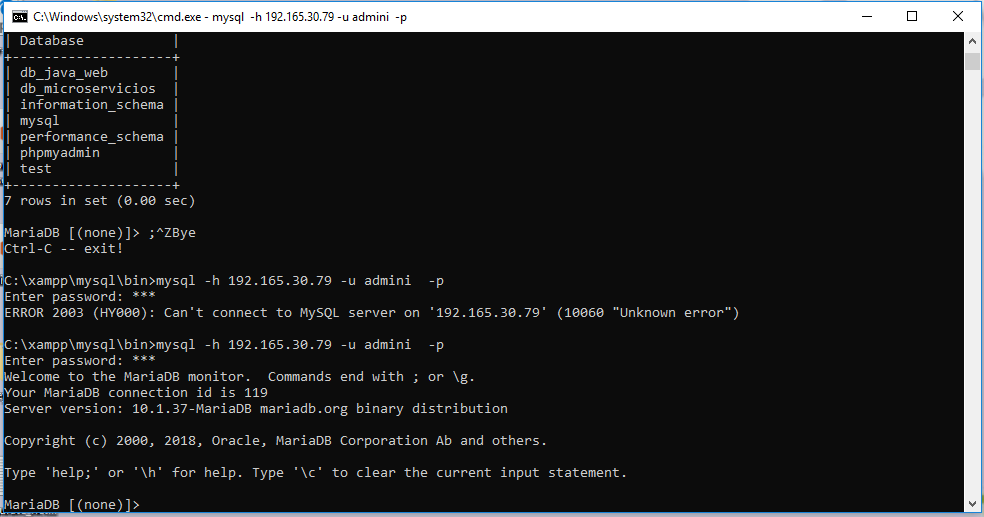 C:\Windows\system32\cmd.exe - mysql  -h 192.165.30.79 -u admini  -p
| Database           |
+--------------------+
| db_java_web        |
| db_microservicios  |
| information_schema |
| mysql              |
| performance_schema |
| phpmyadmin         |
| test               |
+--------------------+
7 rows in set (0.00 sec)
MariaDB [(none)]> ;^ZBye
Ctrl-C -- exit!
C:\xampp\mysql\bin>mysql -h 192.165.30.79 -u admini  -p
Enter password: ***
ERROR 2003 (HY000): Can't connect to MySQL server on '192.165.30.79' (10060 "Unknown error")
C:\xampp\mysql\bin>mysql -h 192.165.30.79 -u admini  -p
Enter password: ***
Welcome to the MariaDB monitor.  Commands end with ; or \g.
Your MariaDB connection id is 119
Server version: 10.1.37-MariaDB mariadb.org binary distribution
Copyright (c) 2000, 2018, Oracle, MariaDB Corporation Ab and others.
Type 'help;' or '\h' for help. Type '\c' to clear the current input statement.
MariaDB [(none)]>